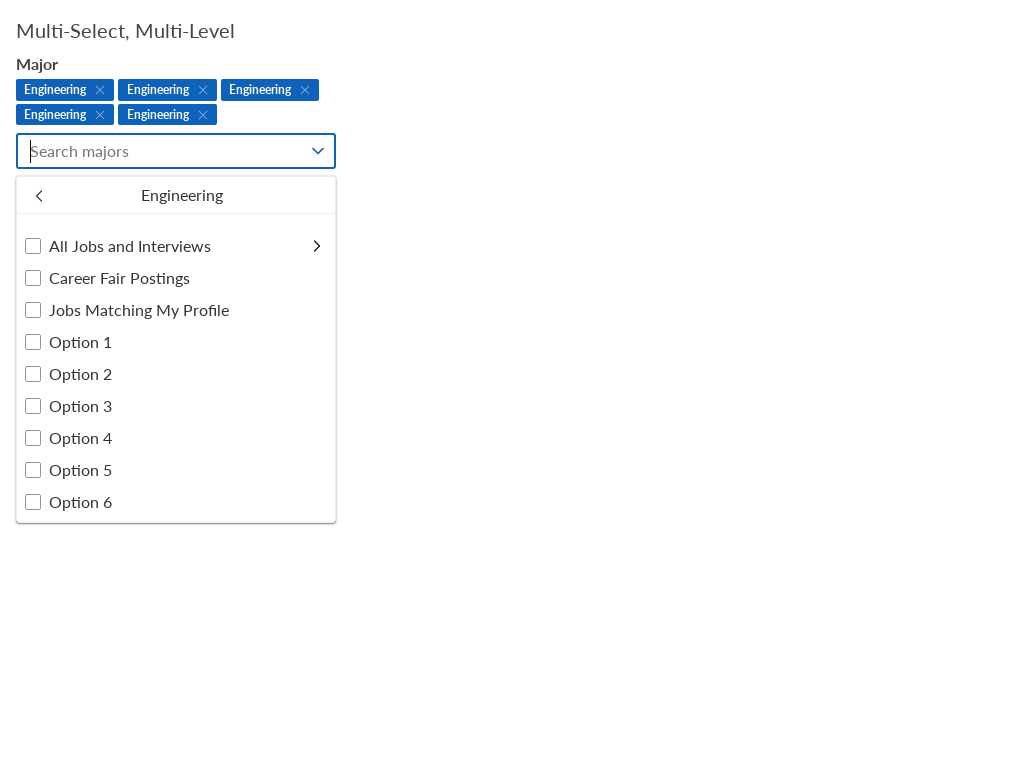 Multi-Select, Multi-Level
Major
Engineering Engineering Engineering
Engineering Engineering
Search majors
Engineering
All Jobs and Interviews
Career Fair Postings
Jobs Matching My Profile
Option 1
Option 2
Option 3
Option 4
Option 5
Option 6